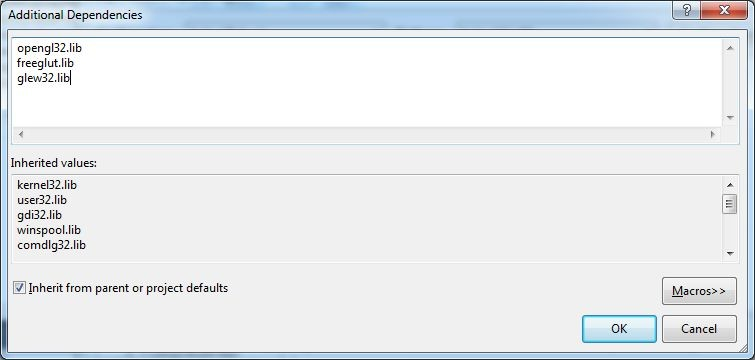 Additional Dependencies
opengl32.lib
freeglut.lib
glew32.lib
Inherited values:
kernel32.lib
user32.lib
gdi32.lib
winspool.lib
comdlg32.lib
Inherit from parent or project defaults
Macros>>
OK
Cancel